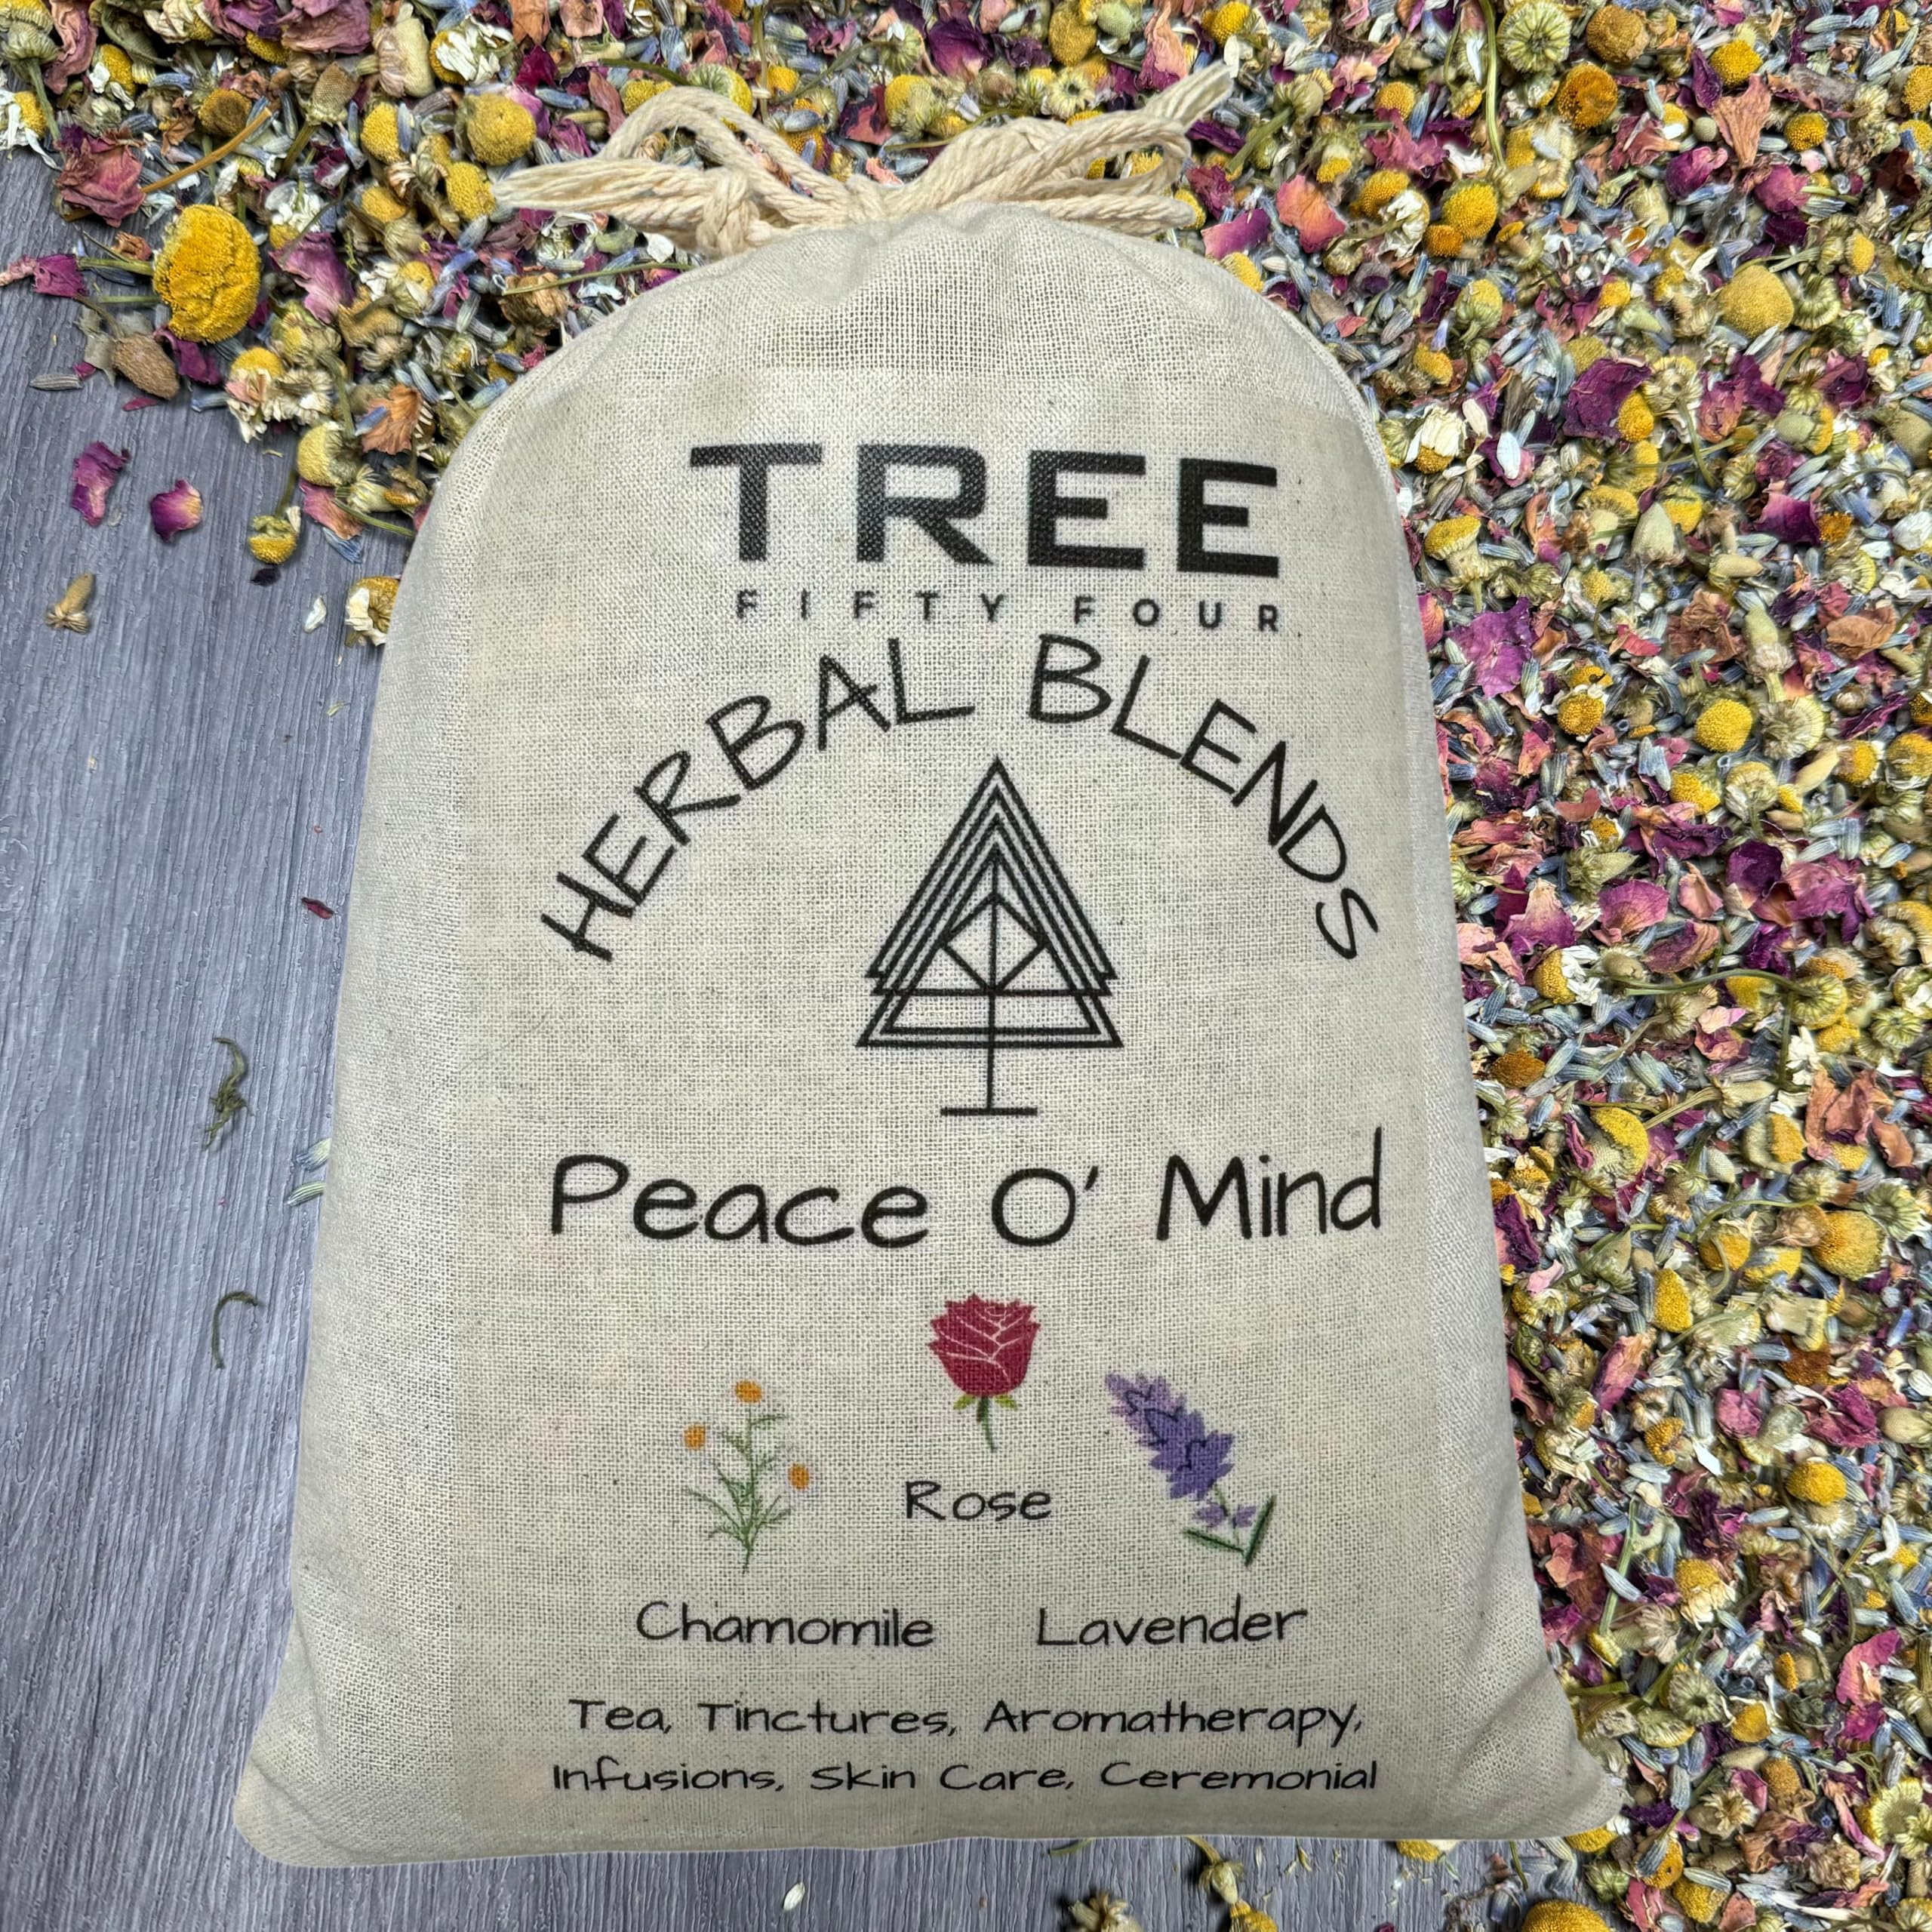 TREE
FIFTY FOUR
HERBAL BLENDS
Peace O' Mind
Rose
Chamomile Lavender
Tea, Tinctures, Aromatherapy,
Infusions, Skin Care, Ceremonial